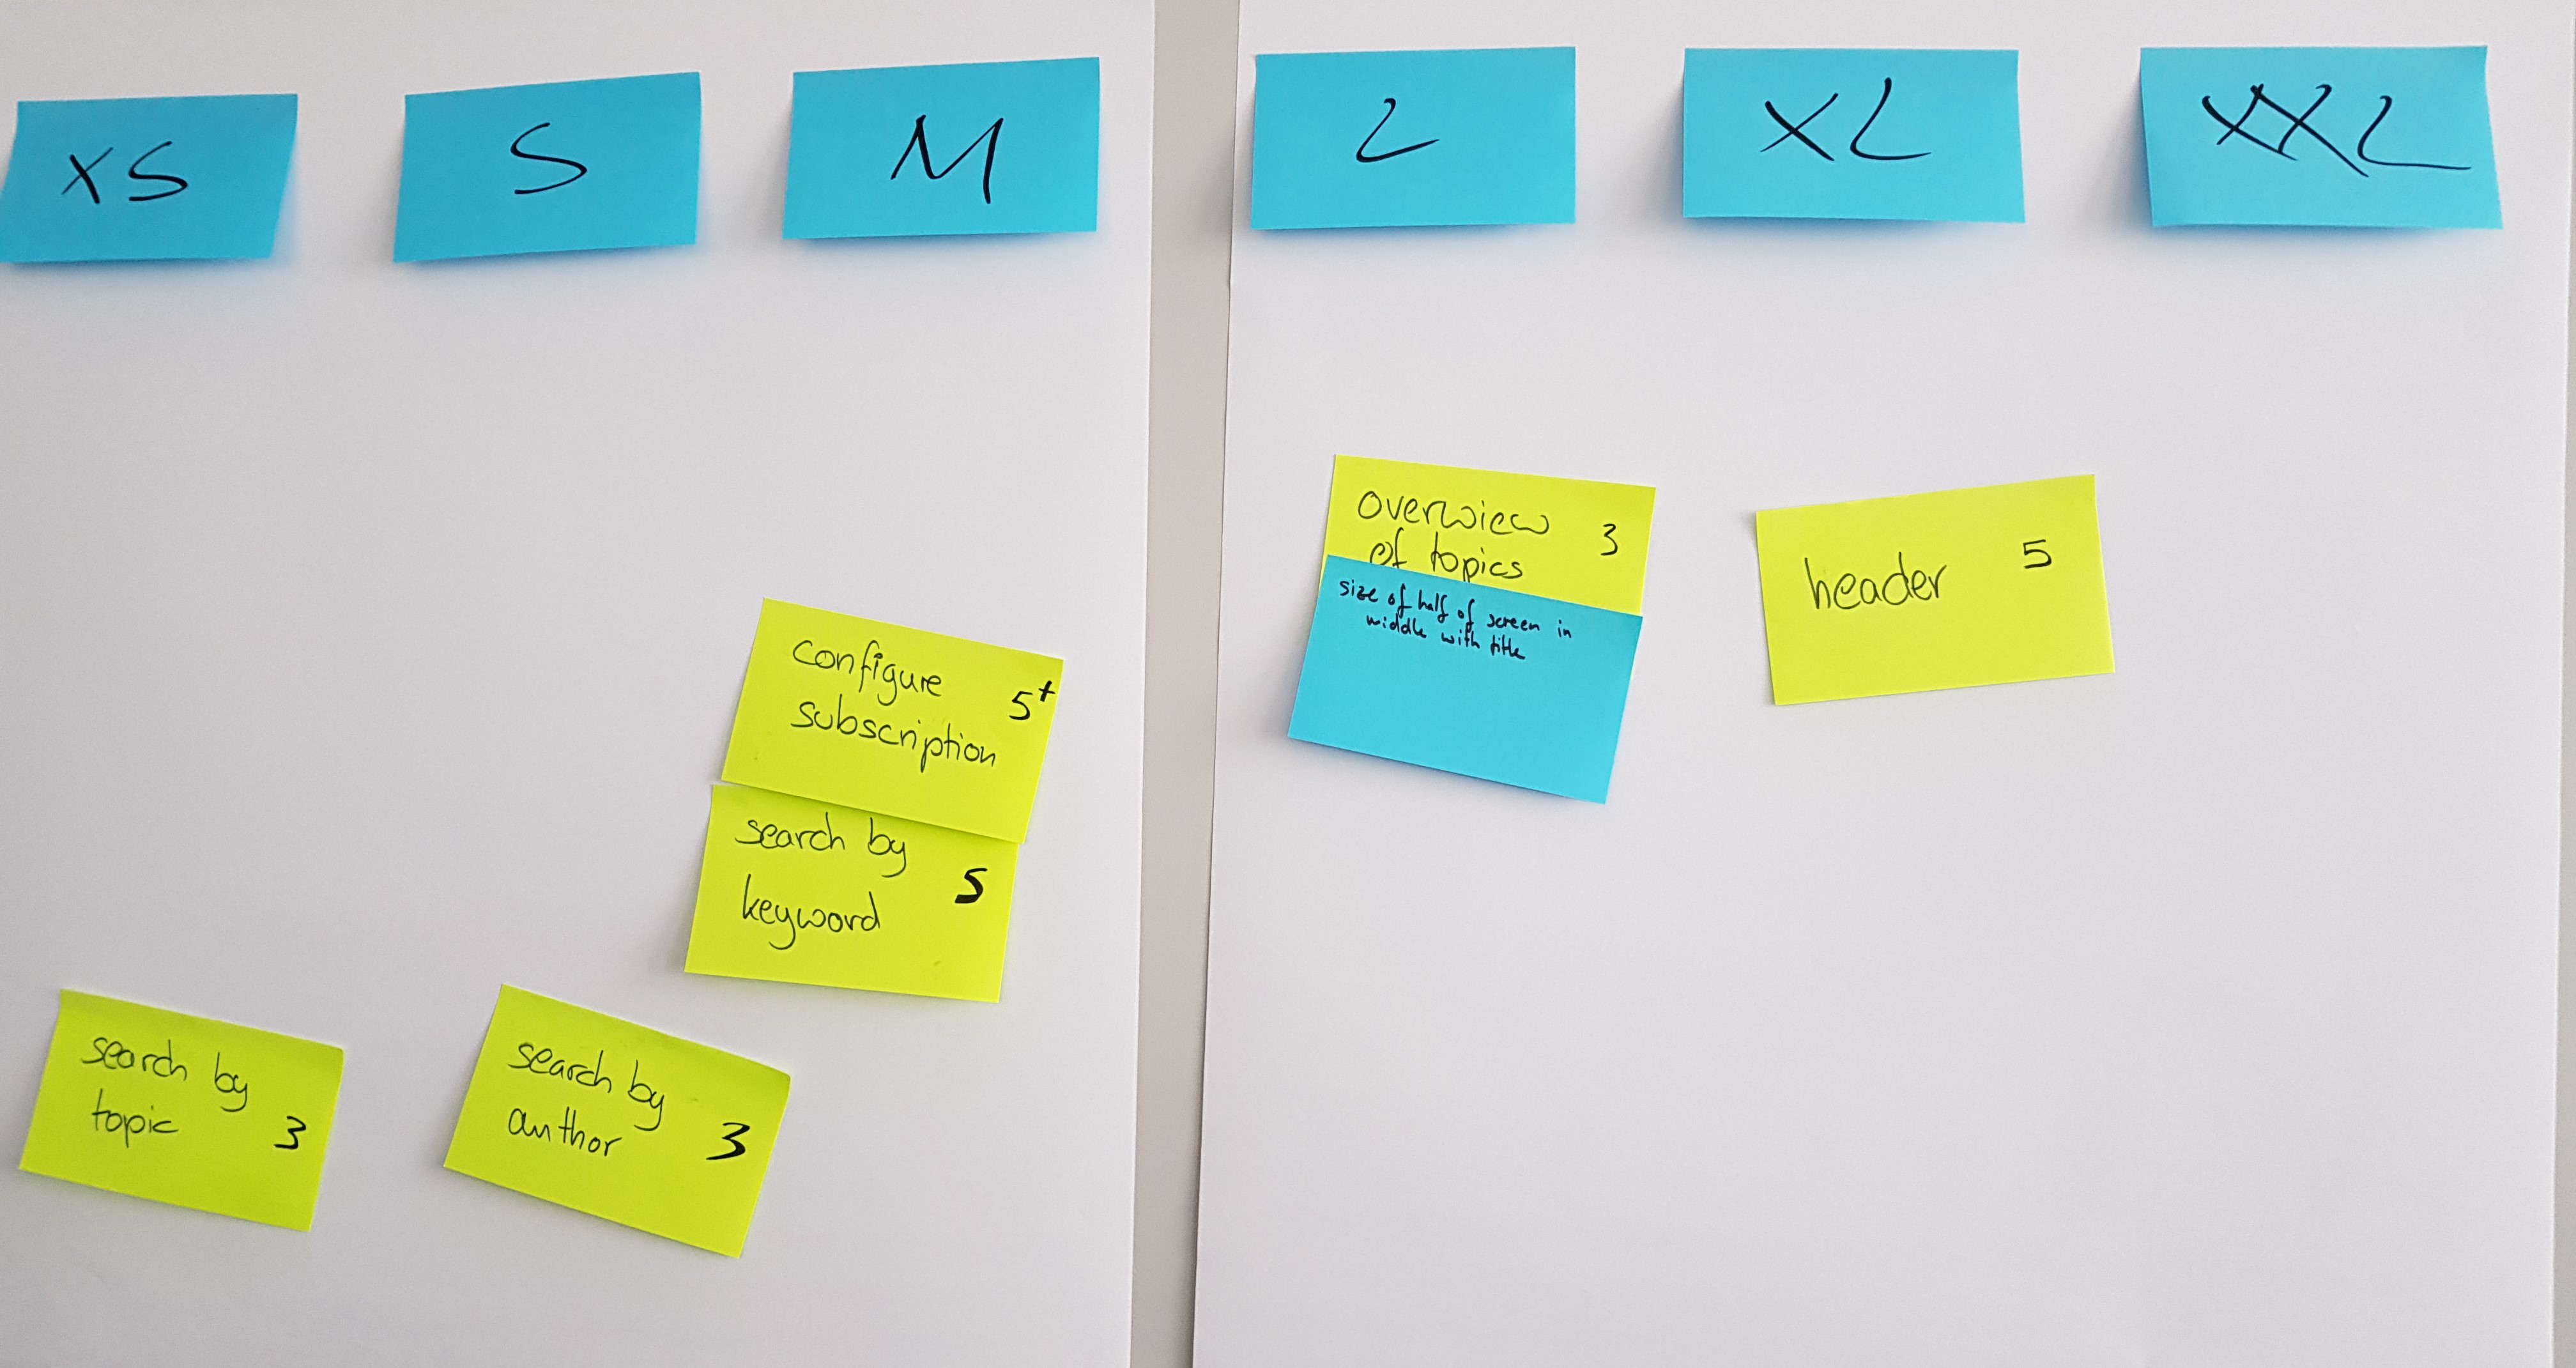 XS
S
M
L
XL
XXL
overwiew
of topics
3
size of half of screen in
middle with title
header
5
configure
subscription
5+
search by
keyword
5
search by
topic
3
search by
author
3